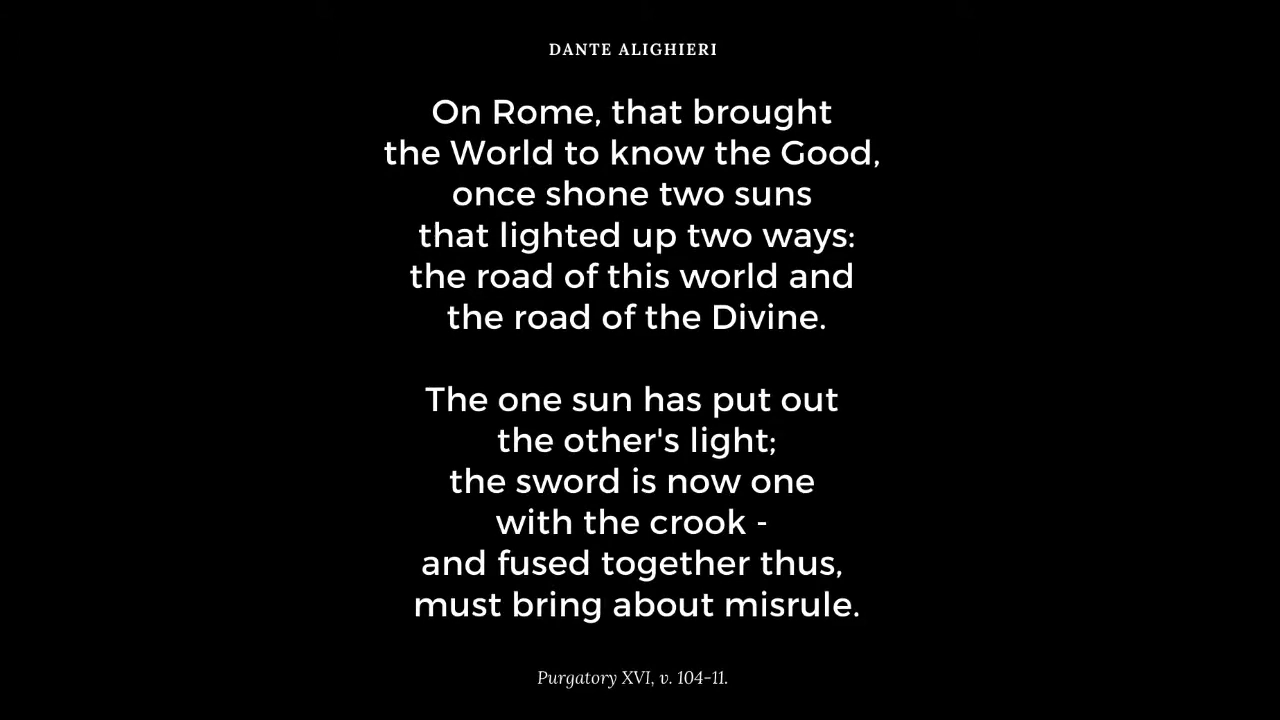 DANTE ALIGHIERI
On Rome, that brought
the World to know the Good,
once shone two suns
that lighted up two ways:
the road of this world and
the road of the Divine.
The one sun has put out
the other's light;
the sword is now one
with the crook -
and fused together thus,
must bring about misrule.
Purgatory XVI, v. 104-11.